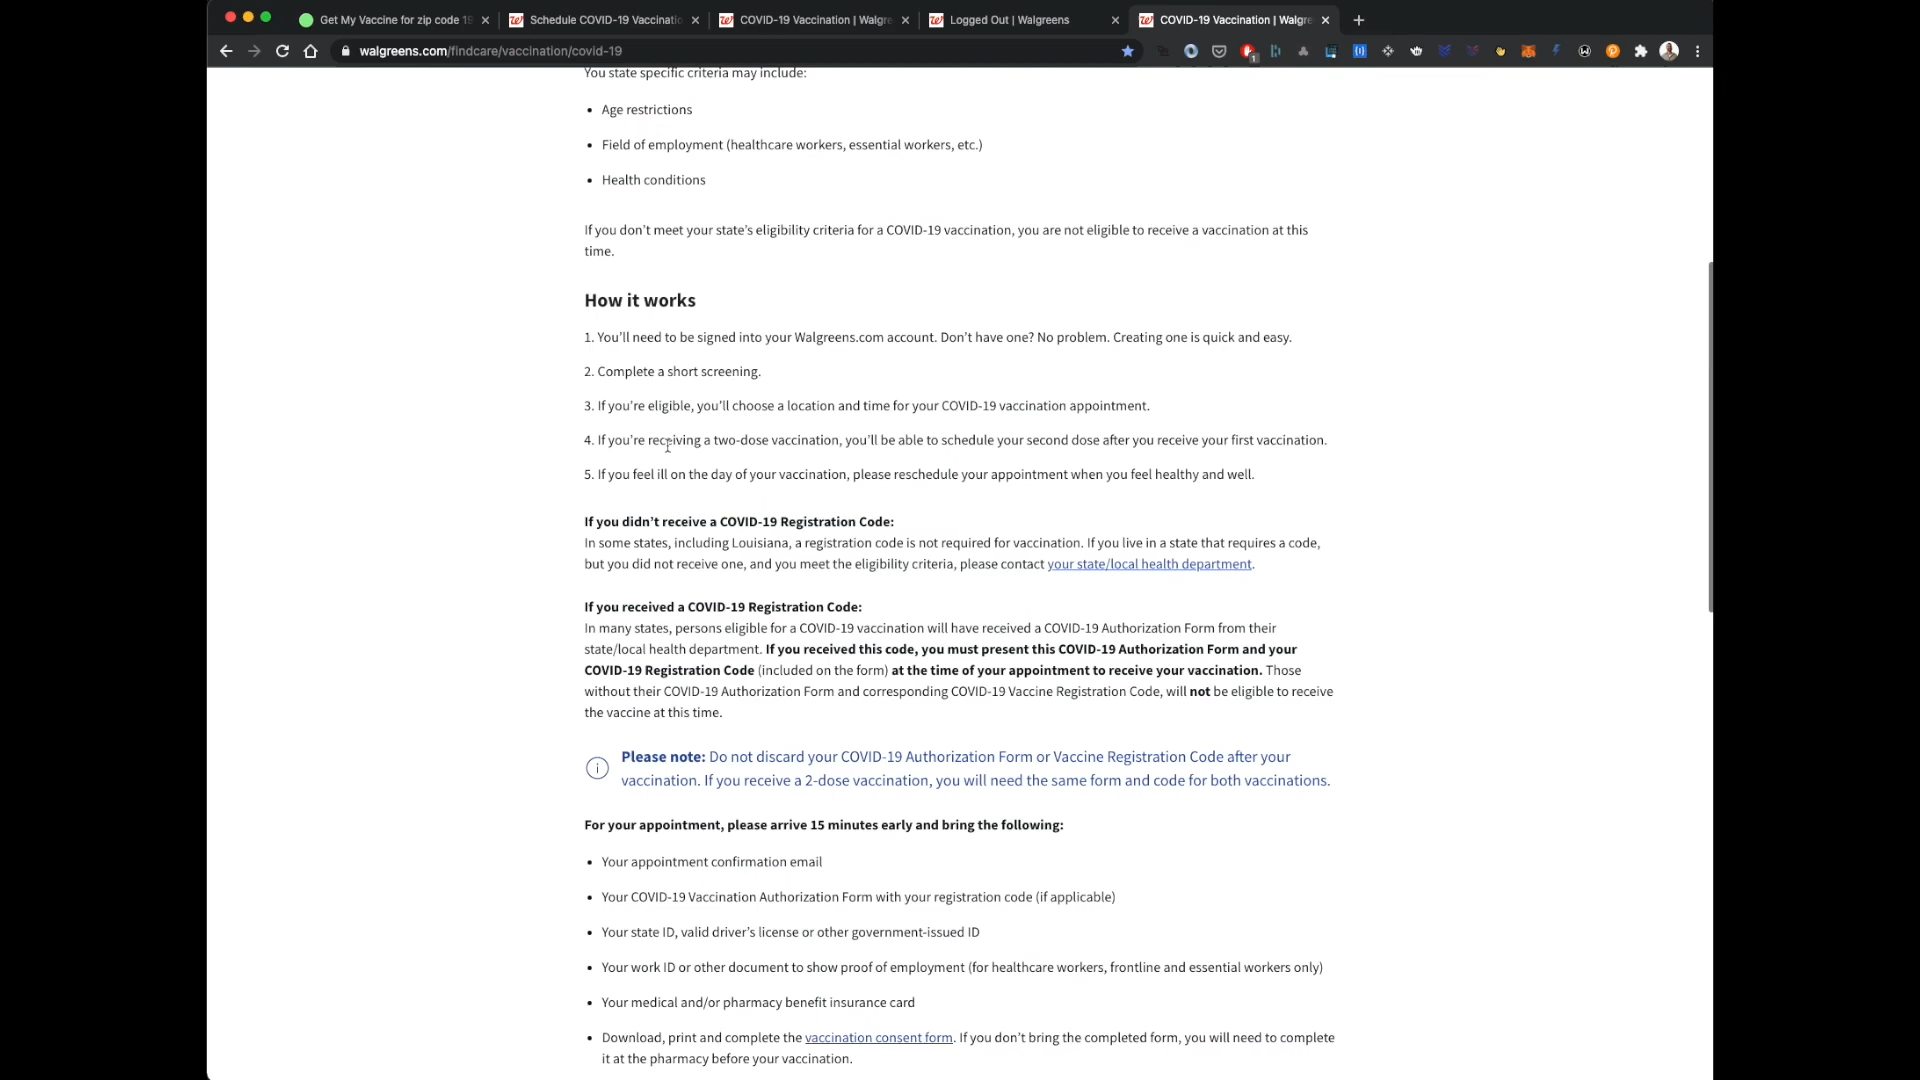 Get My Vaccine for zip code 19
Schedule COVID-19 Vaccinatio
COVID-19 Vaccination | Walgre
Logged Out | Walgreens
COVID-19 Vaccination | Walgre
walgreens.com/findcare/vaccination/covid-19
You state specific criteria may include:
• Age restrictions
• Field of employment (healthcare workers, essential workers, etc.)
• Health conditions
If you don't meet your state's eligibility criteria for a COVID-19 vaccination, you are not eligible to receive a vaccination at this
time.
How it works
1. You'll need to be signed into your Walgreens.com account. Don't have one? No problem. Creating one is quick and easy.
2. Complete a short screening.
3. If you're eligible, you'll choose a location and time for your COVID-19 vaccination appointment.
4. If you're receiving a two-dose vaccination, you'll be able to schedule your second dose after you receive your first vaccination.
5. If you feel ill on the day of your vaccination, please reschedule your appointment when you feel healthy and well.
If you didn't receive a COVID-19 Registration Code:
In some states, including Louisiana, a registration code is not required for vaccination. If you live in a state that requires a code,
but you did not receive one, and you meet the eligibility criteria, please contact your state/local health department.
If you received a COVID-19 Registration Code:
In many states, persons eligible for a COVID-19 vaccination will have received a COVID-19 Authorization Form from their
state/local health department. If you received this code, you must present this COVID-19 Authorization Form and your
COVID-19 Registration Code (included on the form) at the time of your appointment to receive your vaccination. Those
without their COVID-19 Authorization Form and corresponding COVID-19 Vaccine Registration Code, will not be eligible to receive
the vaccine at this time.
Please note: Do not discard your COVID-19 Authorization Form or Vaccine Registration Code after your
vaccination. If you receive a 2-dose vaccination, you will need the same form and code for both vaccinations.
For your appointment, please arrive 15 minutes early and bring the following:
• Your appointment confirmation email
• Your COVID-19 Vaccination Authorization Form with your registration code (if applicable)
• Your state ID, valid driver's license or other government-issued ID
• Your work ID or other document to show proof of employment (for healthcare workers, frontline and essential workers only)
• Your medical and/or pharmacy benefit insurance card
• Download, print and complete the vaccination consent form. If you don't bring the completed form, you will need to complete
it at the pharmacy before your vaccination.